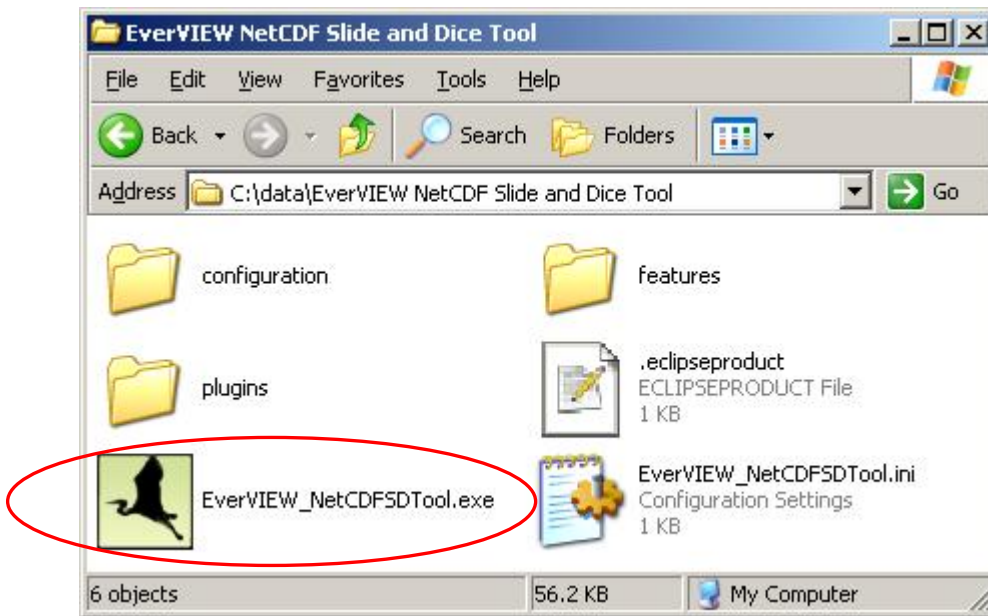 EverVIEW NetCDF Slide and Dice Tool
File Edit View Favorites Tools Help
Back Search Folders
Address C:\data\EverVIEW NetCDF Slide and Dice Tool Go
configuration
features
plugins
.eclipseproduct
ECLIPSEPRODUCT File
1 KB
EverVIEW_NetCDFSDTool.exe
EverVIEW_NetCDFSDTool.ini
Configuration Settings
1 KB
6 objects 56.2 KB My Computer